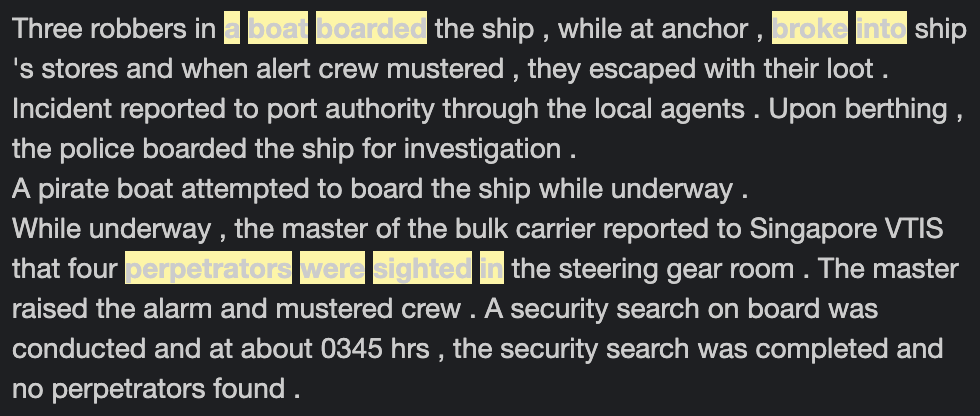 Three robbers in a boat boarded the ship , while at anchor , broke into ship
's stores and when alert crew mustered , they escaped with their loot .
Incident reported to port authority through the local agents . Upon berthing ,
the police boarded the ship for investigation .
A pirate boat attempted to board the ship while underway .
While underway , the master of the bulk carrier reported to Singapore VTIS
that four perpetrators were sighted in the steering gear room . The master
raised the alarm and mustered crew . A security search on board was
conducted and at about 0345 hrs , the security search was completed and
no perpetrators found .